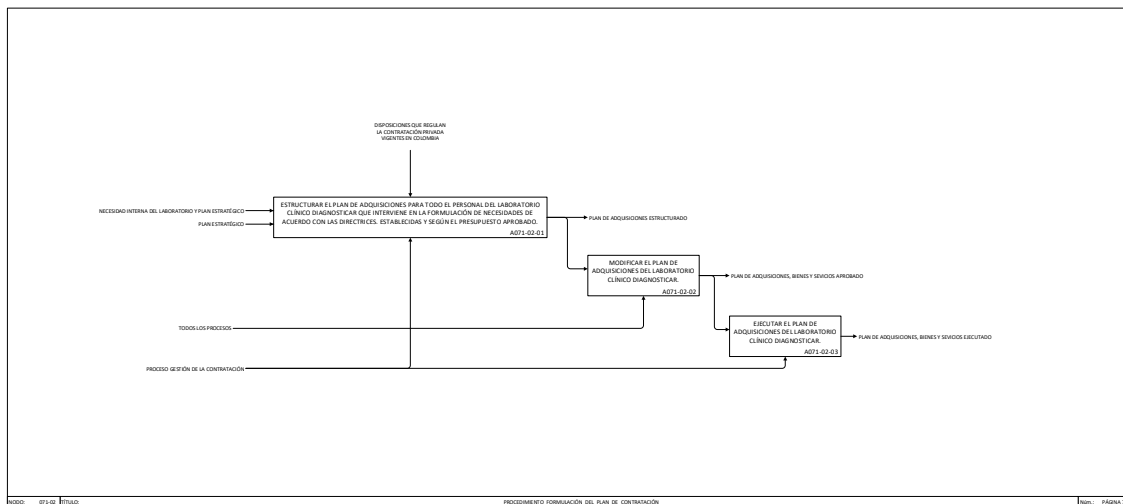 DISPOSICIONES QUE REGULAN
LA CONTRATACIÓN PRIVADA
VIGENTES EN COLOMBIA
NECESIDAD INTERNA DEL LABORATORIO Y PLAN ESTRATÉGICO
PLAN ESTRATÉGICO
ESTRUCTURAR EL PLAN DE ADQUISICIONES PARA TODO EL PERSONAL DEL LABORATORIO
CLÍNICO DIAGNOSTICAR QUE INTERVIENE EN LA FORMULACIÓN DE NECESIDADES DE
ACUERDO CON LAS DIRECTRICES. ESTABLECIDAS Y SEGÚN EL PRESUPUESTO APROBADO.
A071-02-01
PLAN DE ADQUISICIONES ESTRUCTURADO
MODIFICAR EL PLAN DE
ADQUISICIONES DEL LABORATORIO
CLÍNICO DIAGNOSTICAR.
A071-02-02
PLAN DE ADQUISICIONES, BIENES Y SEVICIOS APROBADO
TODOS LOS PROCESOS
EJECUTAR EL PLAN DE
ADQUISICIONES DEL LABORATORIO
CLÍNICO DIAGNOSTICAR.
A071-02-03
PLAN DE ADQUISICIONES, BIENES Y SEVICIOS EJECUTADO
PROCESO GESTIÓN DE LA CONTRATACIÓN
NODO: 071-02 TÍTULO: PROCEDIMIENTO FORMULACIÓN DEL PLAN DE CONTRATACIÓN Núm.: PÁGINA